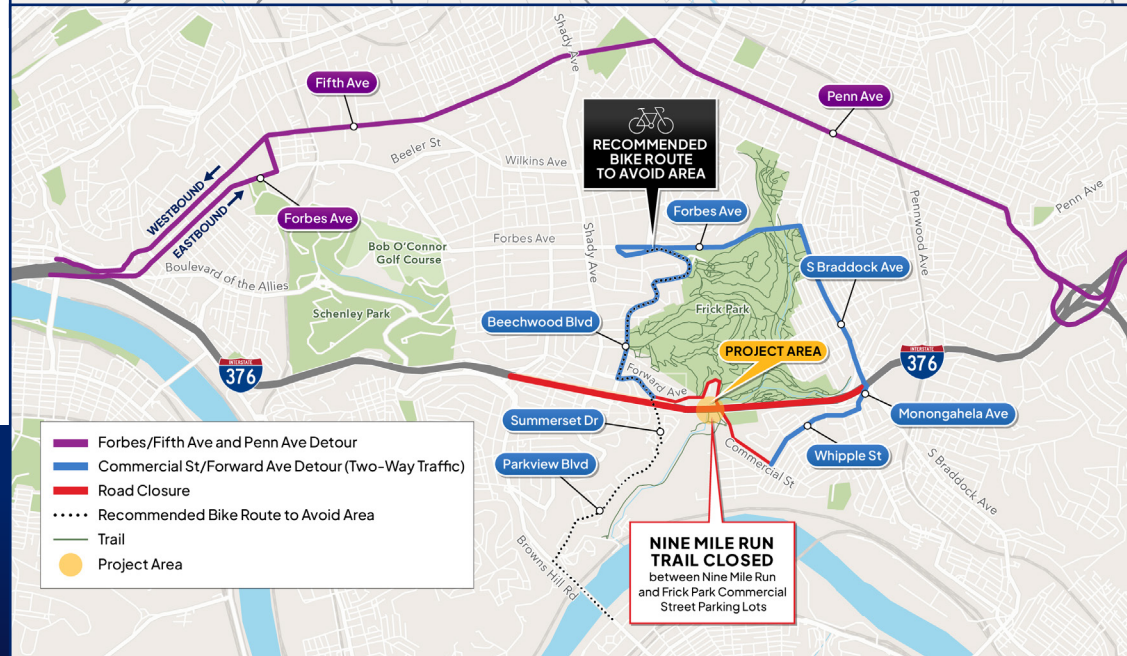 Shady Ave
Fifth Ave
Penn Ave
RECOMMENDED
BIKE ROUTE
TO AVOID AREA
Beeler St
Wilkins Ave
Penn Ave
Pennwood Ave
WESTBOUND
EASTBOUND
Forbes Ave
Forbes Ave
Forbes Ave
Shady Ave
Bob O'Connor
Golf Course
Boulevard of the Allies
S Braddock Ave
Schenley Park
Frick Park
Beechwood Blvd
PROJECT AREA
INTERSTATE
376
INTERSTATE
376
Forward Ave
Summerset Dr
Monongahela Ave
Parkview Blvd
Commercial St
Whipple St
S Braddock Ave
Browns Hill Rd
Forbes/Fifth Ave and Penn Ave Detour
Commercial St/Forward Ave Detour (Two-Way Traffic)
Road Closure
Recommended Bike Route to Avoid Area
Trail
Project Area
NINE MILE RUN
TRAIL CLOSED
between Nine Mile Run
and Frick Park Commercial
Street Parking Lots